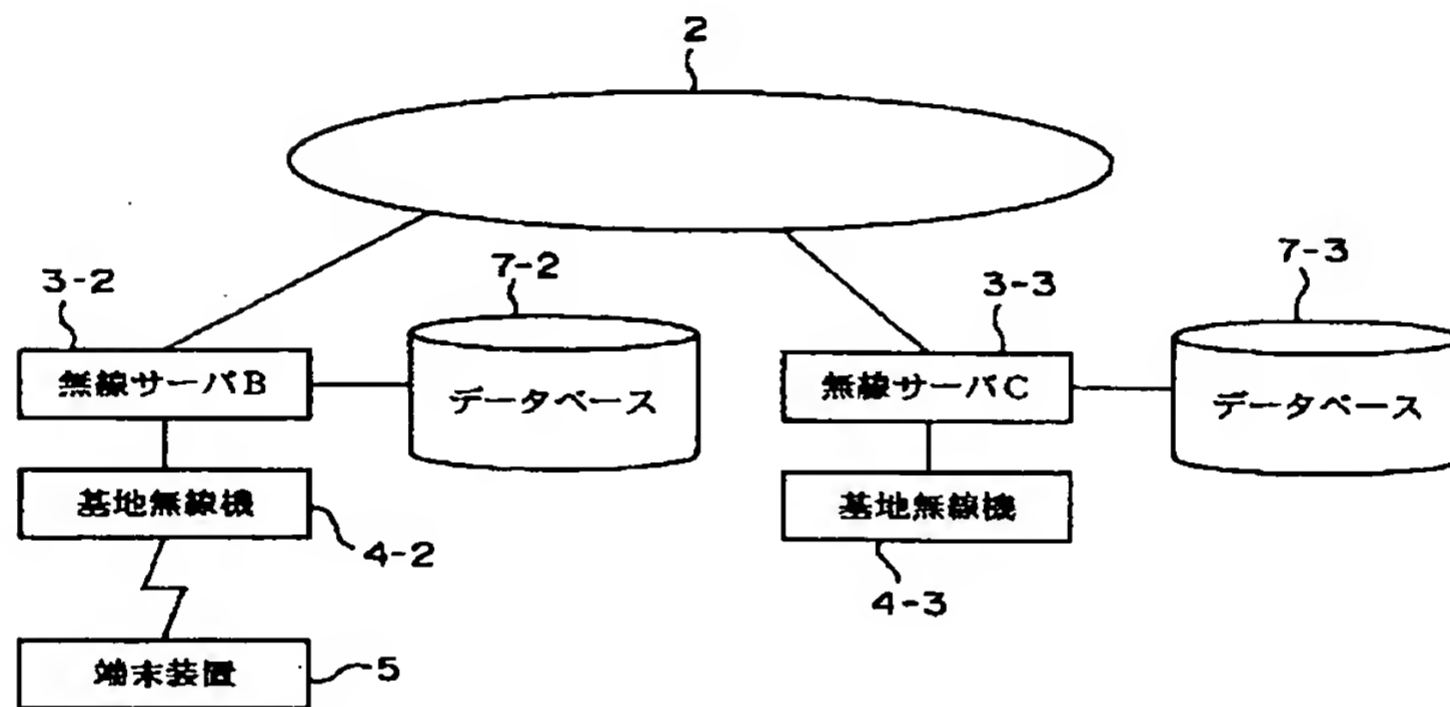 2
3-2
7-2
3-3
7-3
無線サーバB
データベース
無線サーバC
データベース
基地無線機
4-2
基地無線機
4-3
端末装置
5